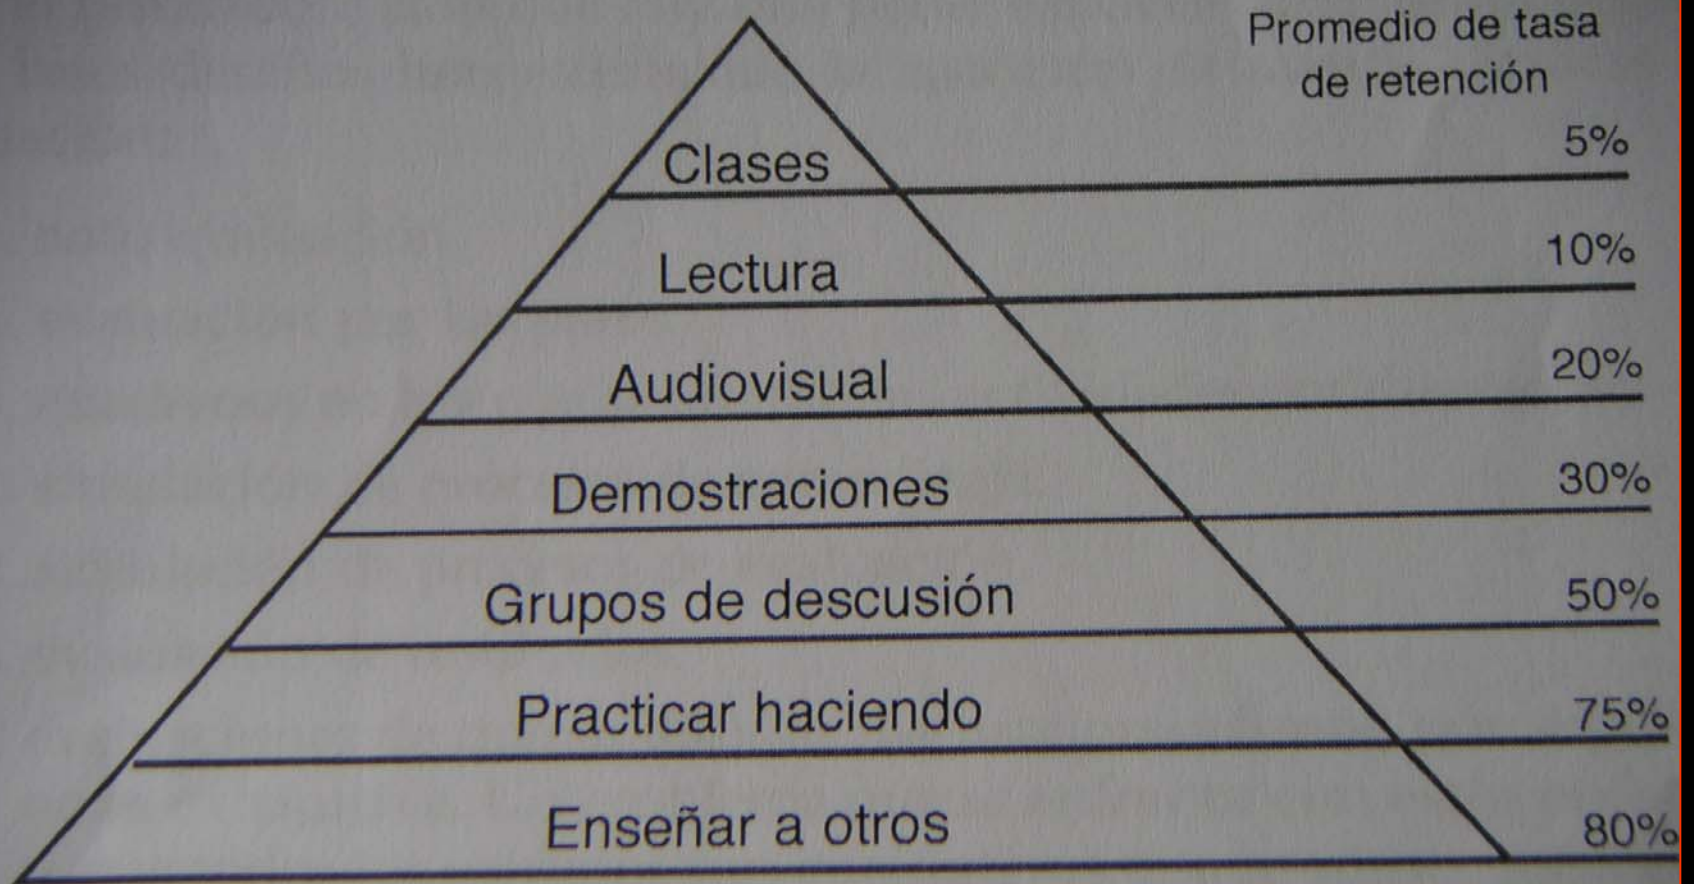 Promedio de tasa
de retención
Clases 5%
Lectura 10%
Audiovisual 20%
Demostraciones 30%
Grupos de descusión 50%
Practicar haciendo 75%
Enseñar a otros 80%